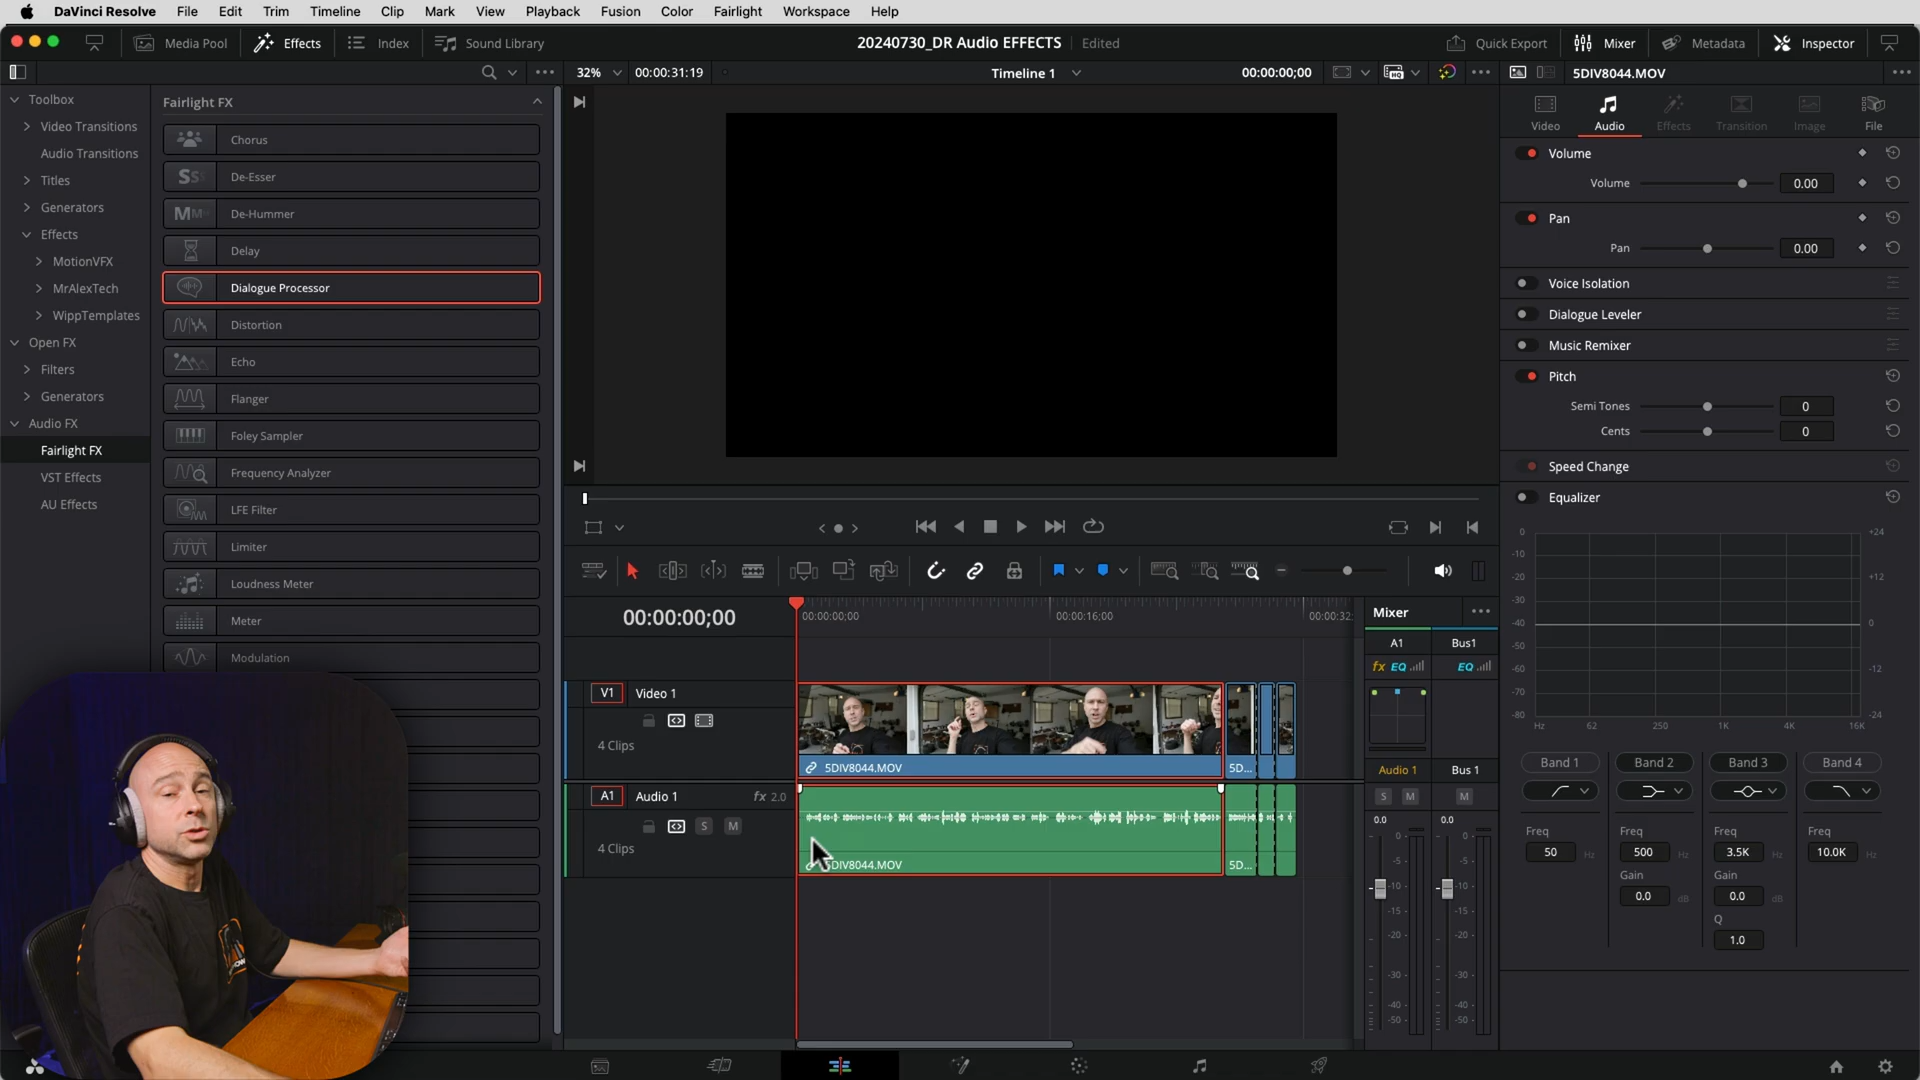 DaVinci Resolve File Edit Trim Timeline Clip Mark View Playback Fusion Color Fairlight Workspace Help
Media Pool Effects Index Sound Library 20240730_DR Audio EFFECTS Edited Quick Export Mixer Metadata Inspector
32% 00:00:31:19 Timeline 1 00:00:00;00 5DIV8044.MOV
Toolbox
Video Transitions
Audio Transitions
Titles
Generators
Effects
MotionVFX
MrAlexTech
WippTemplates
Open FX
Filters
Generators
Audio FX
Fairlight FX
VST Effects
AU Effects
Fairlight FX
Chorus
De-Esser
De-Hummer
Delay
Dialogue Processor
Distortion
Echo
Flanger
Foley Sampler
Frequency Analyzer
LFE Filter
Limiter
Loudness Meter
Meter
Modulation
00:00:00;00 00:00:00;00 00:00:16;00 00:00:32
V1 Video 1
4 Clips
5DIV8044.MOV 5D...
A1 Audio 1 fx 2.0
S M
4 Clips
5DIV8044.MOV 5D...
Mixer
A1 Bus1
fx EQ EQ
Audio 1 Bus 1
S M M
0.0 0.0
0- 0-
-5- -5-
-10- -10-
-15- -15-
-20- -20-
-30- -30-
-40- -40-
-50- -50-
Video Audio Effects Transition Image File
Volume
Volume 0.00
Pan
Pan 0.00
Voice Isolation
Dialogue Leveler
Music Remixer
Pitch
Semi Tones 0
Cents 0
Speed Change
Equalizer
0 +24
-10
-20 +12
-30
-40 0
-50
-60 -12
-70
-80 -24
Hz 62 250 1K 4K 16K
Band 1 Band 2 Band 3 Band 4
Freq Freq Freq Freq
50 Hz 500 Hz 3.5K Hz 10.0K Hz
Gain Gain
0.0 dB 0.0 dB
Q
1.0